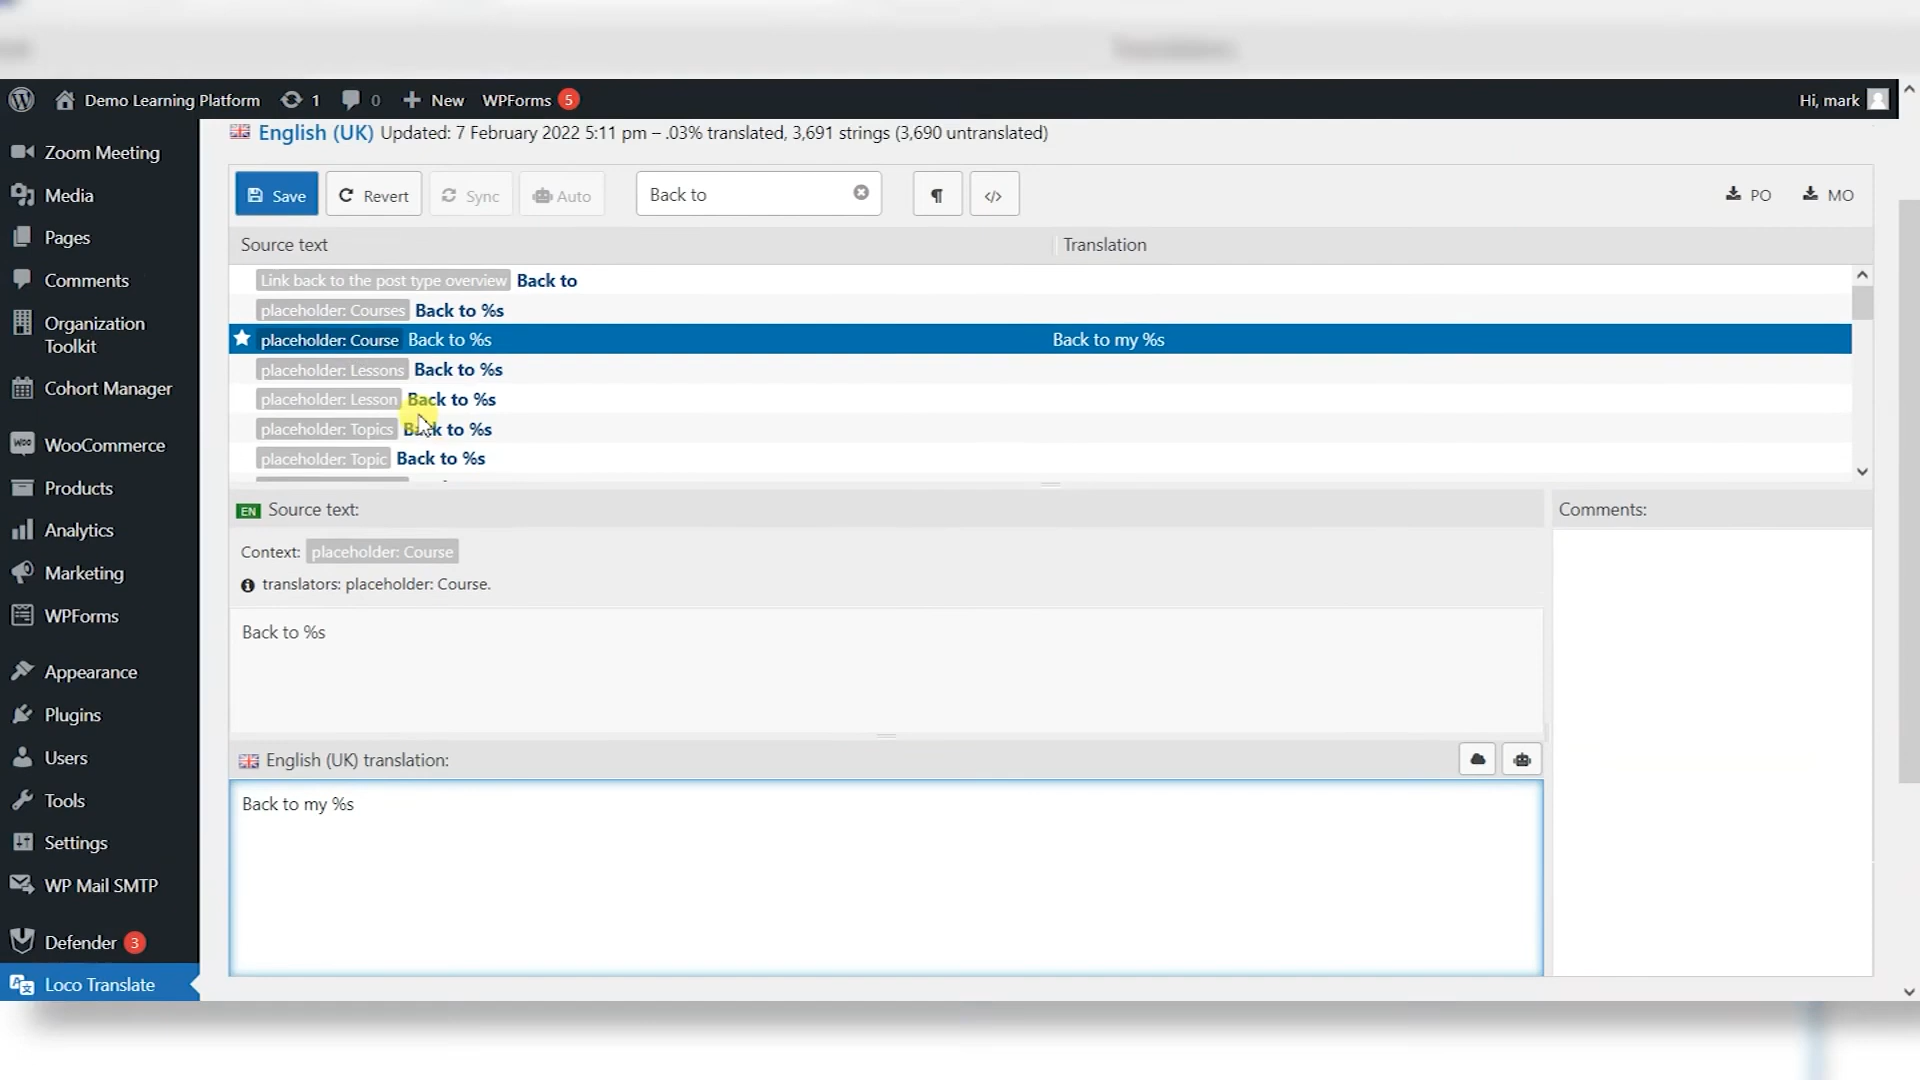 Demo Learning Platform 1 0 New WPForms 5 Hi, mark
English (UK) Updated: 7 February 2022 5:11 pm – .03% translated, 3,691 strings (3,690 untranslated)
Zoom Meeting
Media
Pages
Comments
Organization
Toolkit
Cohort Manager
WooCommerce
Products
Analytics
Marketing
WPForms
Appearance
Plugins
Users
Tools
Settings
WP Mail SMTP
Defender 3
Loco Translate
Save Revert Sync Auto Back to ¶ </> PO MO
Source text Translation
Link back to the post type overview Back to
placeholder: Courses Back to %s
placeholder: Course Back to %s Back to my %s
placeholder: Lessons Back to %s
placeholder: Lesson Back to %s
placeholder: Topics Back to %s
placeholder: Topic Back to %s
EN Source text:
Context: placeholder: Course
translators: placeholder: Course.
Back to %s
English (UK) translation:
Back to my %s
Comments: